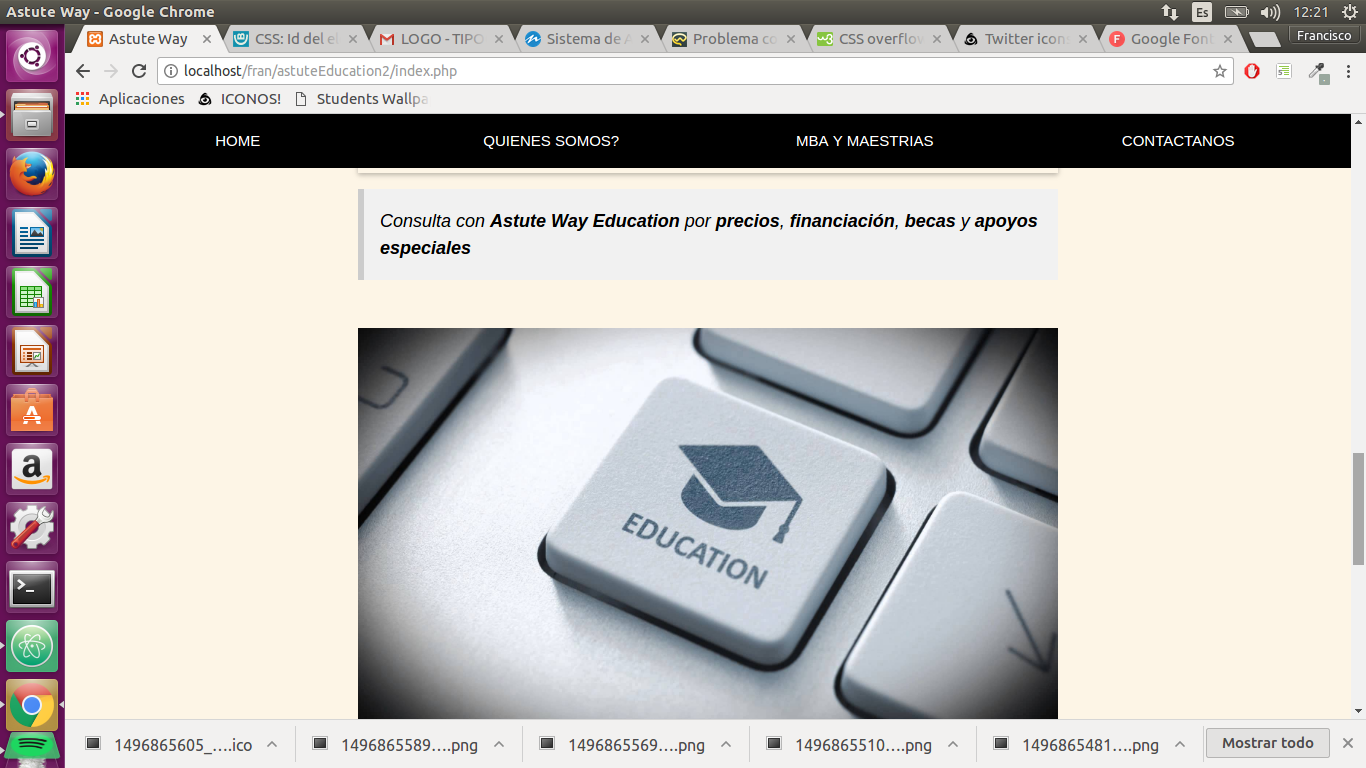 Astute Way - Google Chrome
Es
12:21
Astute Way
CSS: Id del el
LOGO - TIPO
Sistema de A
Problema co
CSS overflow
Twitter icons
Google Font
Francisco
localhost/fran/astuteEducation2/index.php
Aplicaciones
ICONOS!
Students Wallpa
HOME
QUIENES SOMOS?
MBA Y MAESTRIAS
CONTACTANOS
Consulta con Astute Way Education por precios, financiación, becas y apoyos
especiales
EDUCATION
1496865605_....ico
1496865589....png
1496865569....png
1496865510....png
1496865481....png
Mostrar todo